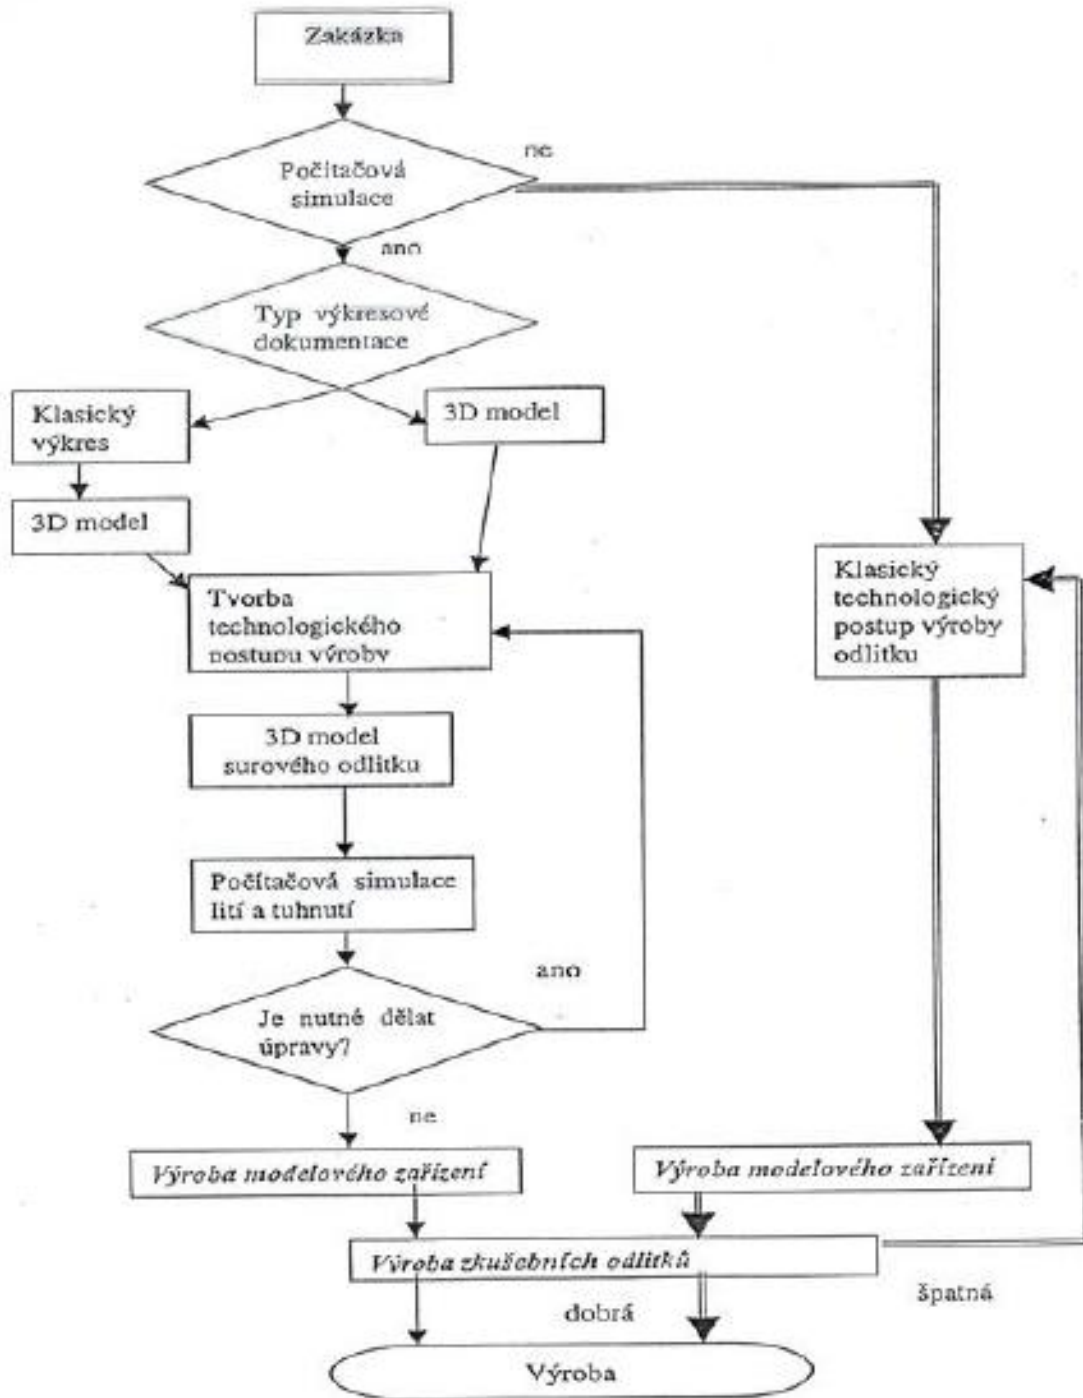 Zakázka
Počítačová
simulace
ne
ano
Typ výkresové
dokumentace
Klasický
výkres
3D model
3D model
Tvorba
technologického
postupu výroby
Klasický
technologický
postup výroby
odlitku
3D model
surového odlitku
Počítačová simulace
lití a tuhnutí
ano
Je nutné dělat
úpravy?
ne
Výroba modelového zařízení
Výroba modelového zařízení
Výroba zkušebních odlitků
špatná
dobrá
Výroba